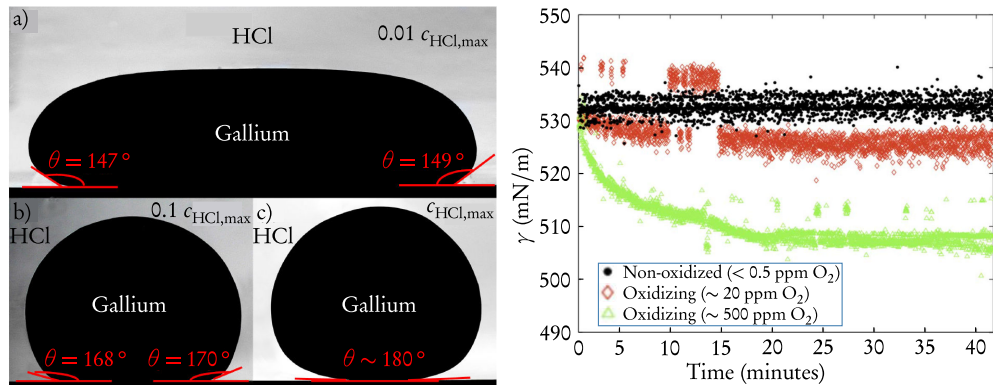 a)
HCl
0.01 c_HCl,max
Gallium
θ = 147°
θ = 149°
b)
0.1 c_HCl,max
HCl
Gallium
θ = 168°
θ = 170°
c)
c_HCl,max
HCl
Gallium
θ ~ 180°
550
540
530
520
510
500
490
γ (mN/m)
Non-oxidized (< 0.5 ppm O₂)
Oxidizing (~ 20 ppm O₂)
Oxidizing (~ 500 ppm O₂)
0 5 10 15 20 25 30 35 40
Time (minutes)